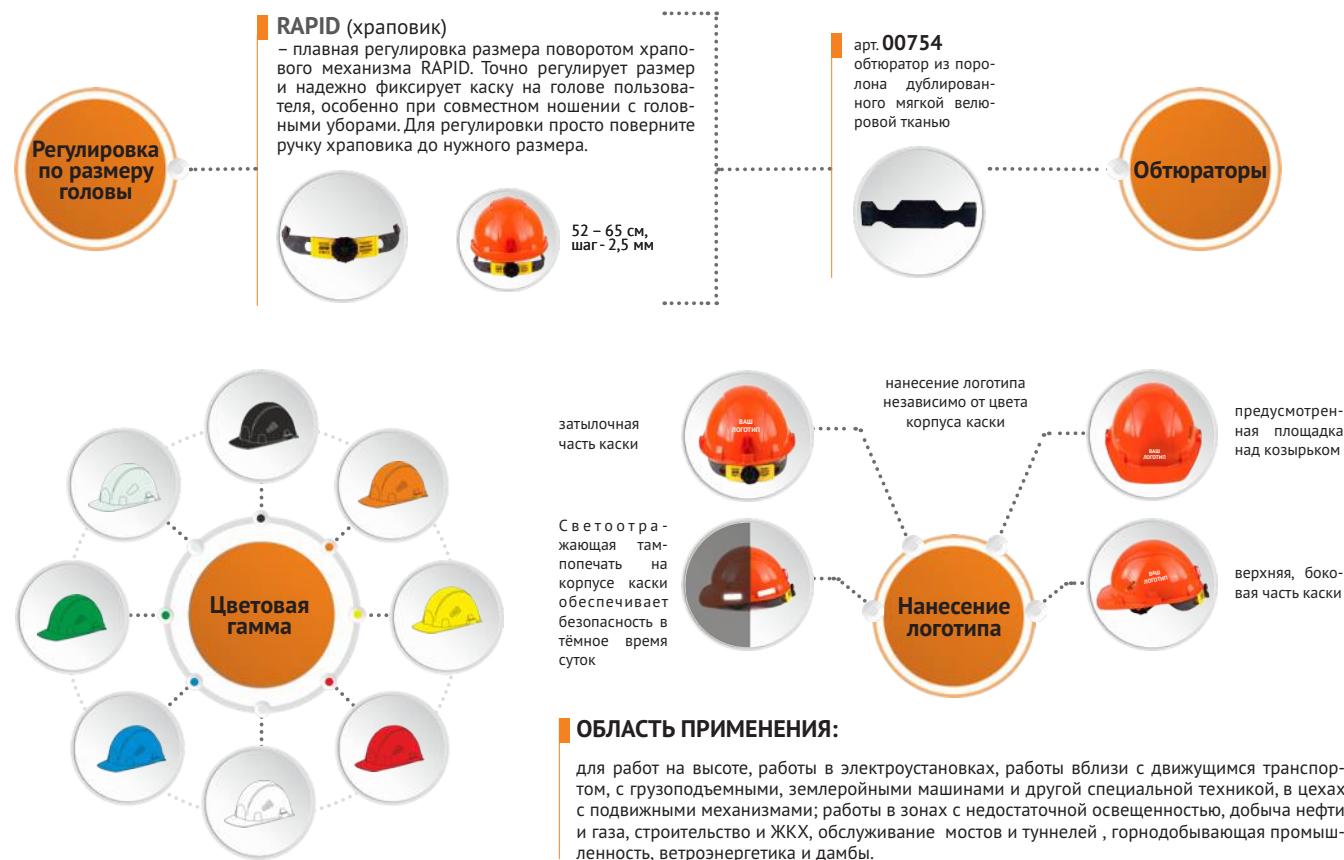 RAPID (храповик)
– плавная регулировка размера поворотом храпо-
вого механизма RAPID. Точно регулирует размер
и надежно фиксирует каску на голове пользова-
теля, особенно при совместном ношении с голов-
ными уборами. Для регулировки просто поверните
ручку храповика до нужного размера.
Регулировка
по размеру
головы
52 – 65 см,
шаг - 2,5 мм
арт. 00754
обтюратор из поро-
лона дублирован-
ного мягкой велю-
ровой тканью
Обтюраторы
Цветовая
гамма
затылочная
часть каски
ВАШ
ЛОГОТИП
нанесение логотипа
независимо от цвета
корпуса каски
ВАШ
ЛОГОТИП
предусмотрен-
ная площадка
над козырьком
Светоотра-
жающая там-
попечать на
корпусе каски
обеспечивает
безопасность в
тёмное время
суток
Нанесение
логотипа
ВАШ
ЛОГОТИП
верхняя, боко-
вая часть каски
ОБЛАСТЬ ПРИМЕНЕНИЯ:
для работ на высоте, работы в электроустановках, работы вблизи с движущимся транспор-
том, с грузоподъемными, землеройными машинами и другой специальной техникой, в цехах
с подвижными механизмами; работы в зонах с недостаточной освещенностью, добыча нефти
и газа, строительство и ЖКХ, обслуживание мостов и туннелей , горнодобывающая промыш-
ленность, ветроэнергетика и дамбы.